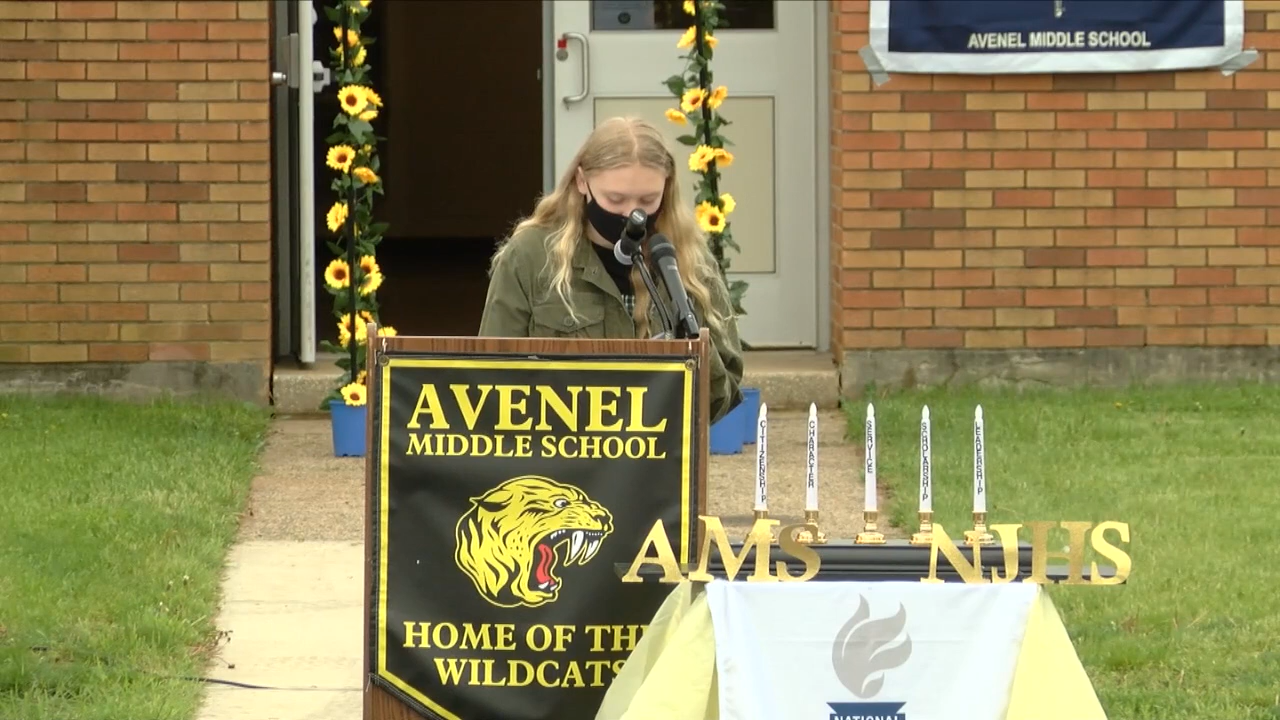 AVENEL MIDDLE SCHOOL
AVENEL
MIDDLE SCHOOL
HOME OF THE
WILDCATS
CITIZENSHIP
CHARACTER
SERVICE
SCHOLARSHIP
LEADERSHIP
AMS NJHS
NATIONAL